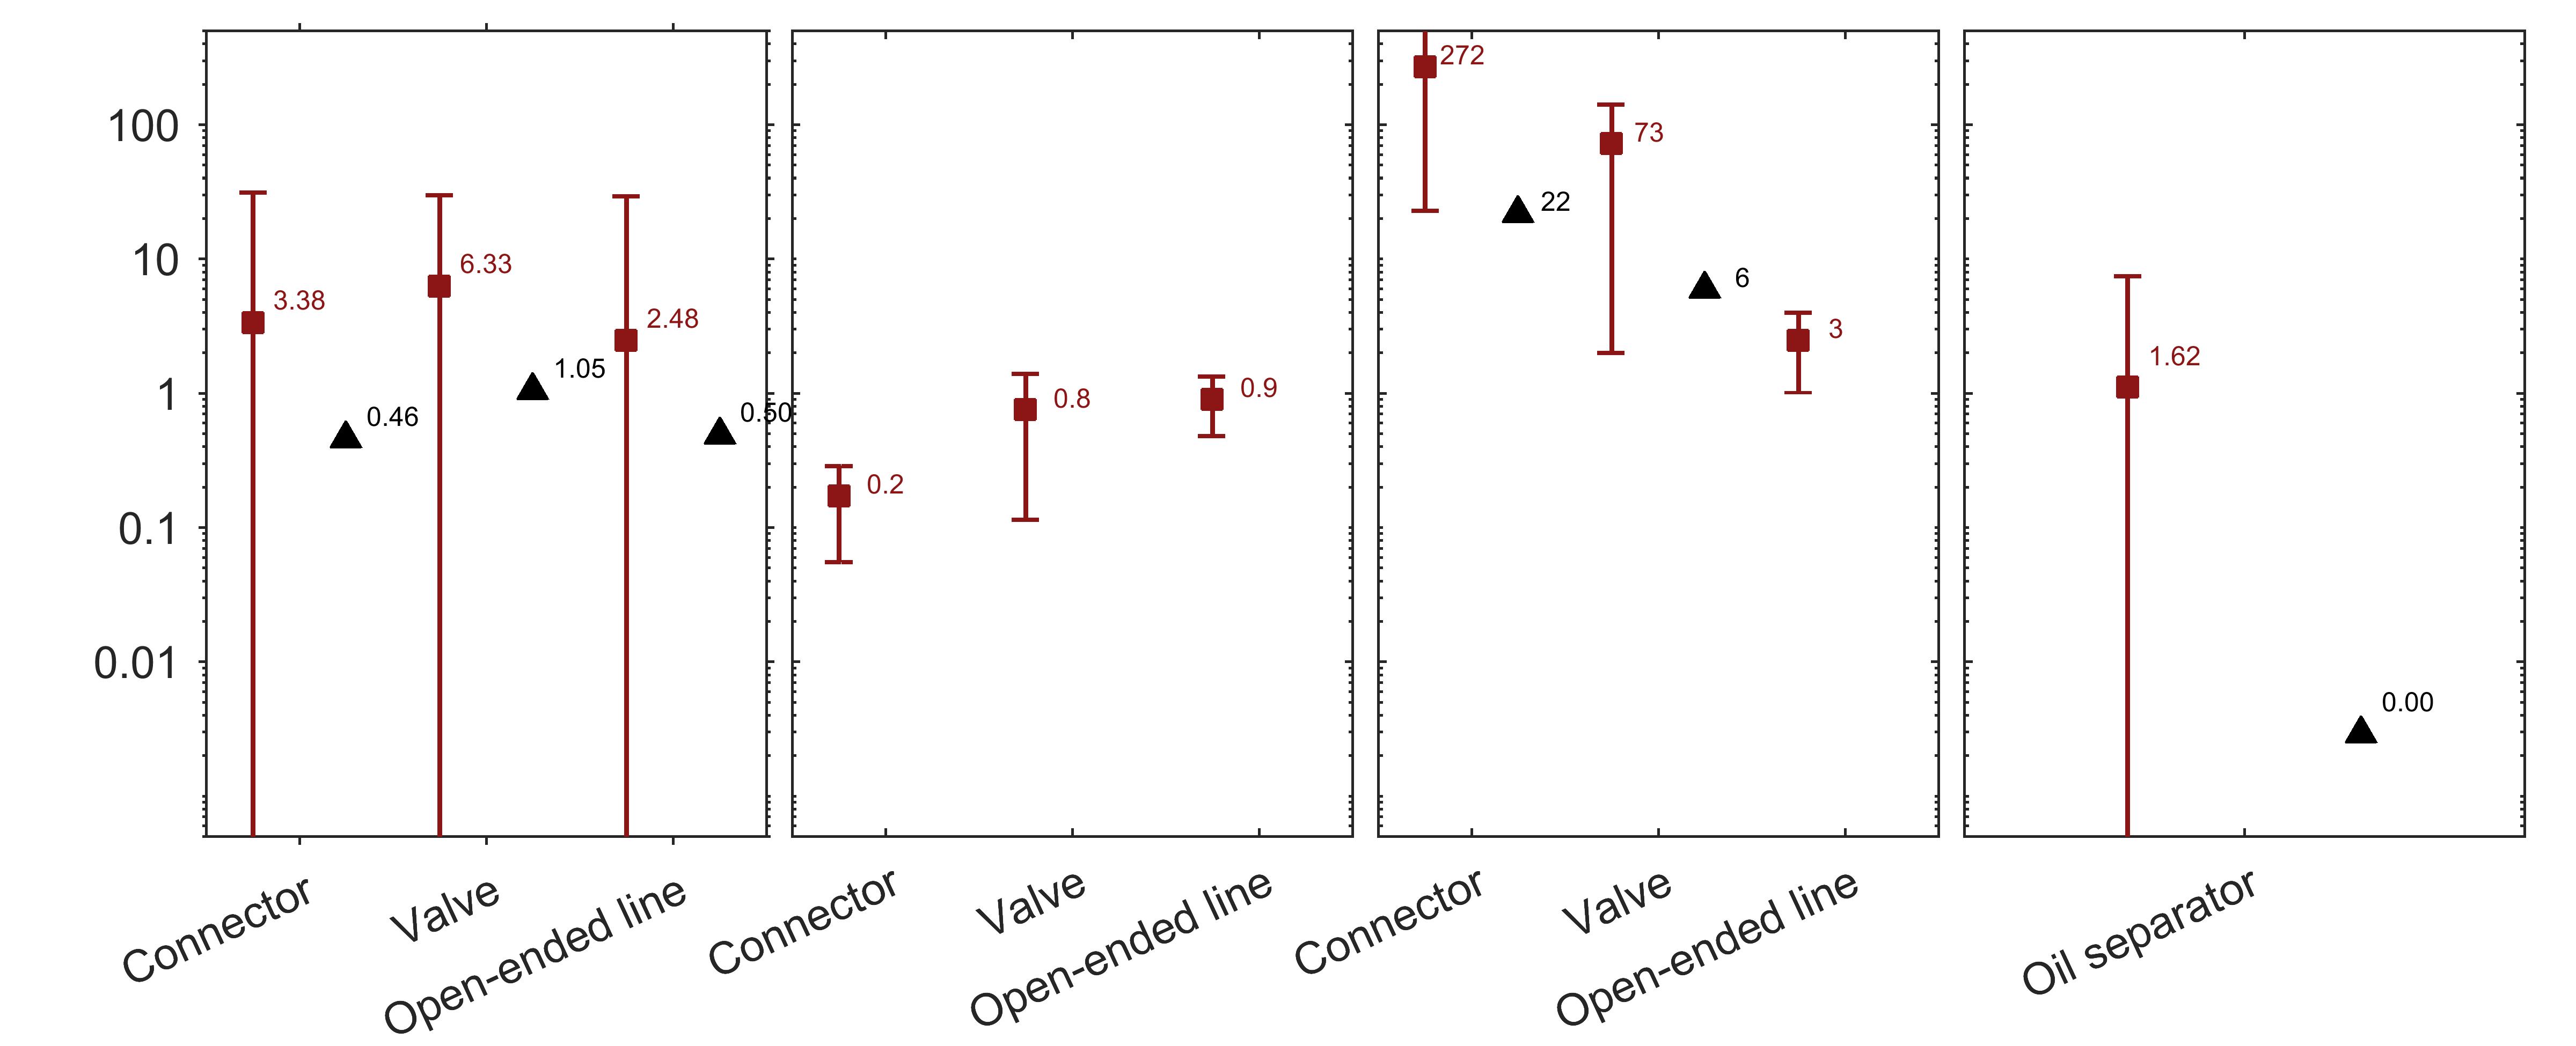 100
10
1
0.1
0.01
3.38
0.46
6.33
1.05
2.48
0.50
0.2
0.8
0.9
272
22
73
6
3
1.62
0.00
Connector
Valve
Open-ended line
Connector
Valve
Open-ended line
Connector
Valve
Open-ended line
Oil separator